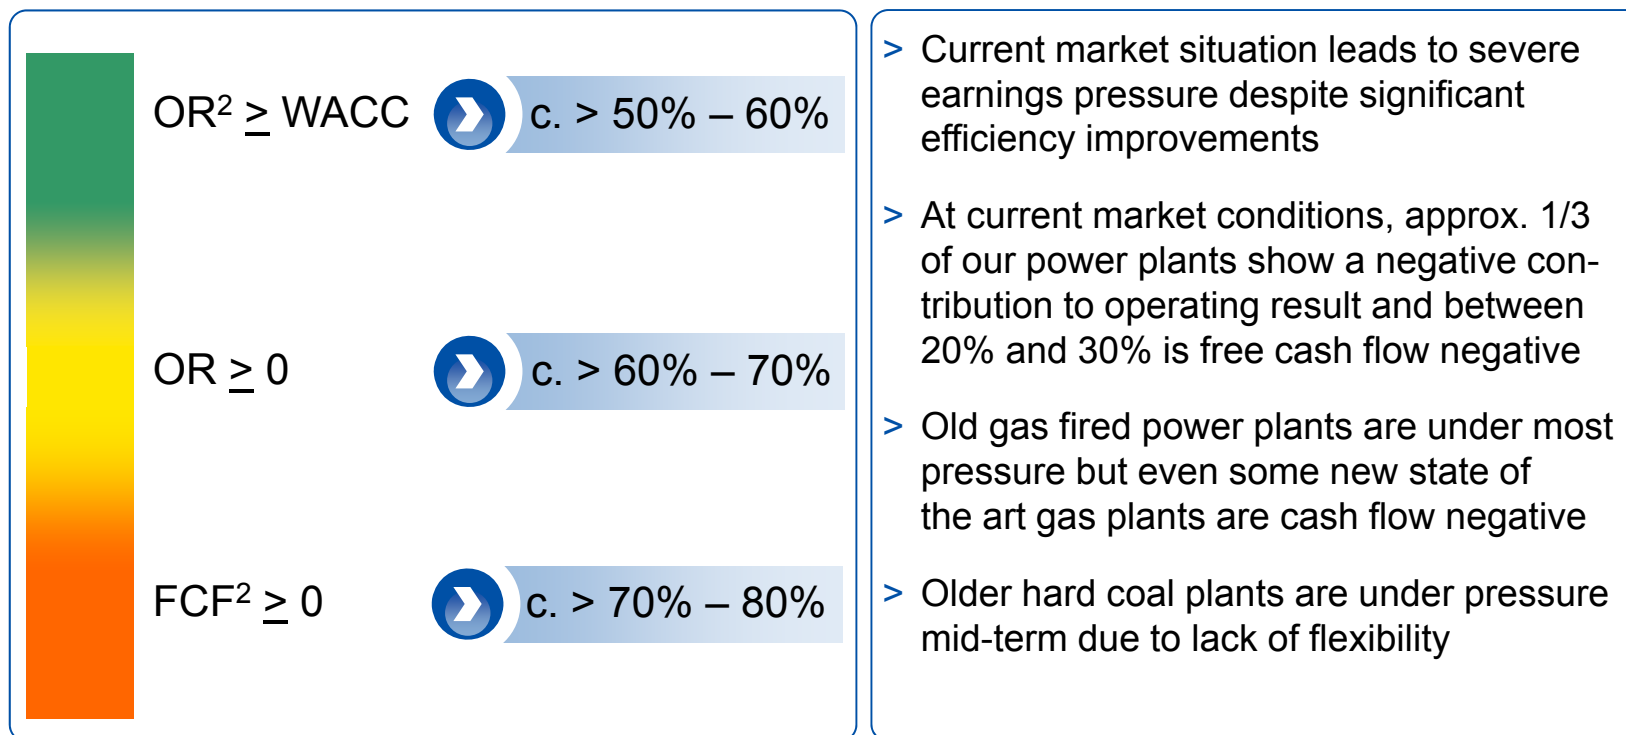 OR² ≥ WACC
c. > 50% – 60%
OR ≥ 0
c. > 60% – 70%
FCF² ≥ 0
c. > 70% – 80%
> Current market situation leads to severe
earnings pressure despite significant
efficiency improvements
> At current market conditions, approx. 1/3
of our power plants show a negative con-
tribution to operating result and between
20% and 30% is free cash flow negative
> Old gas fired power plants are under most
pressure but even some new state of
the art gas plants are cash flow negative
> Older hard coal plants are under pressure
mid-term due to lack of flexibility